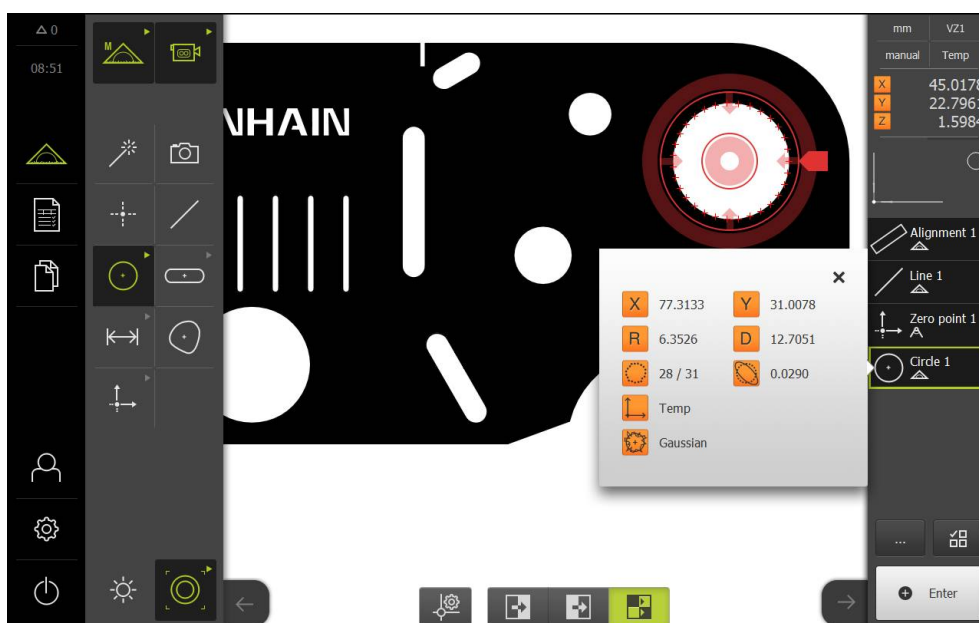 0
08:51
M
NHAIN
mm VZ1
manual Temp
X 45.0178
Y 22.7961
Z 1.5984
Alignment 1
Line 1
Zero point 1
Circle 1
X 77.3133 Y 31.0078
R 6.3526 D 12.7051
28 / 31 0.0290
Temp
Gaussian
...
Enter